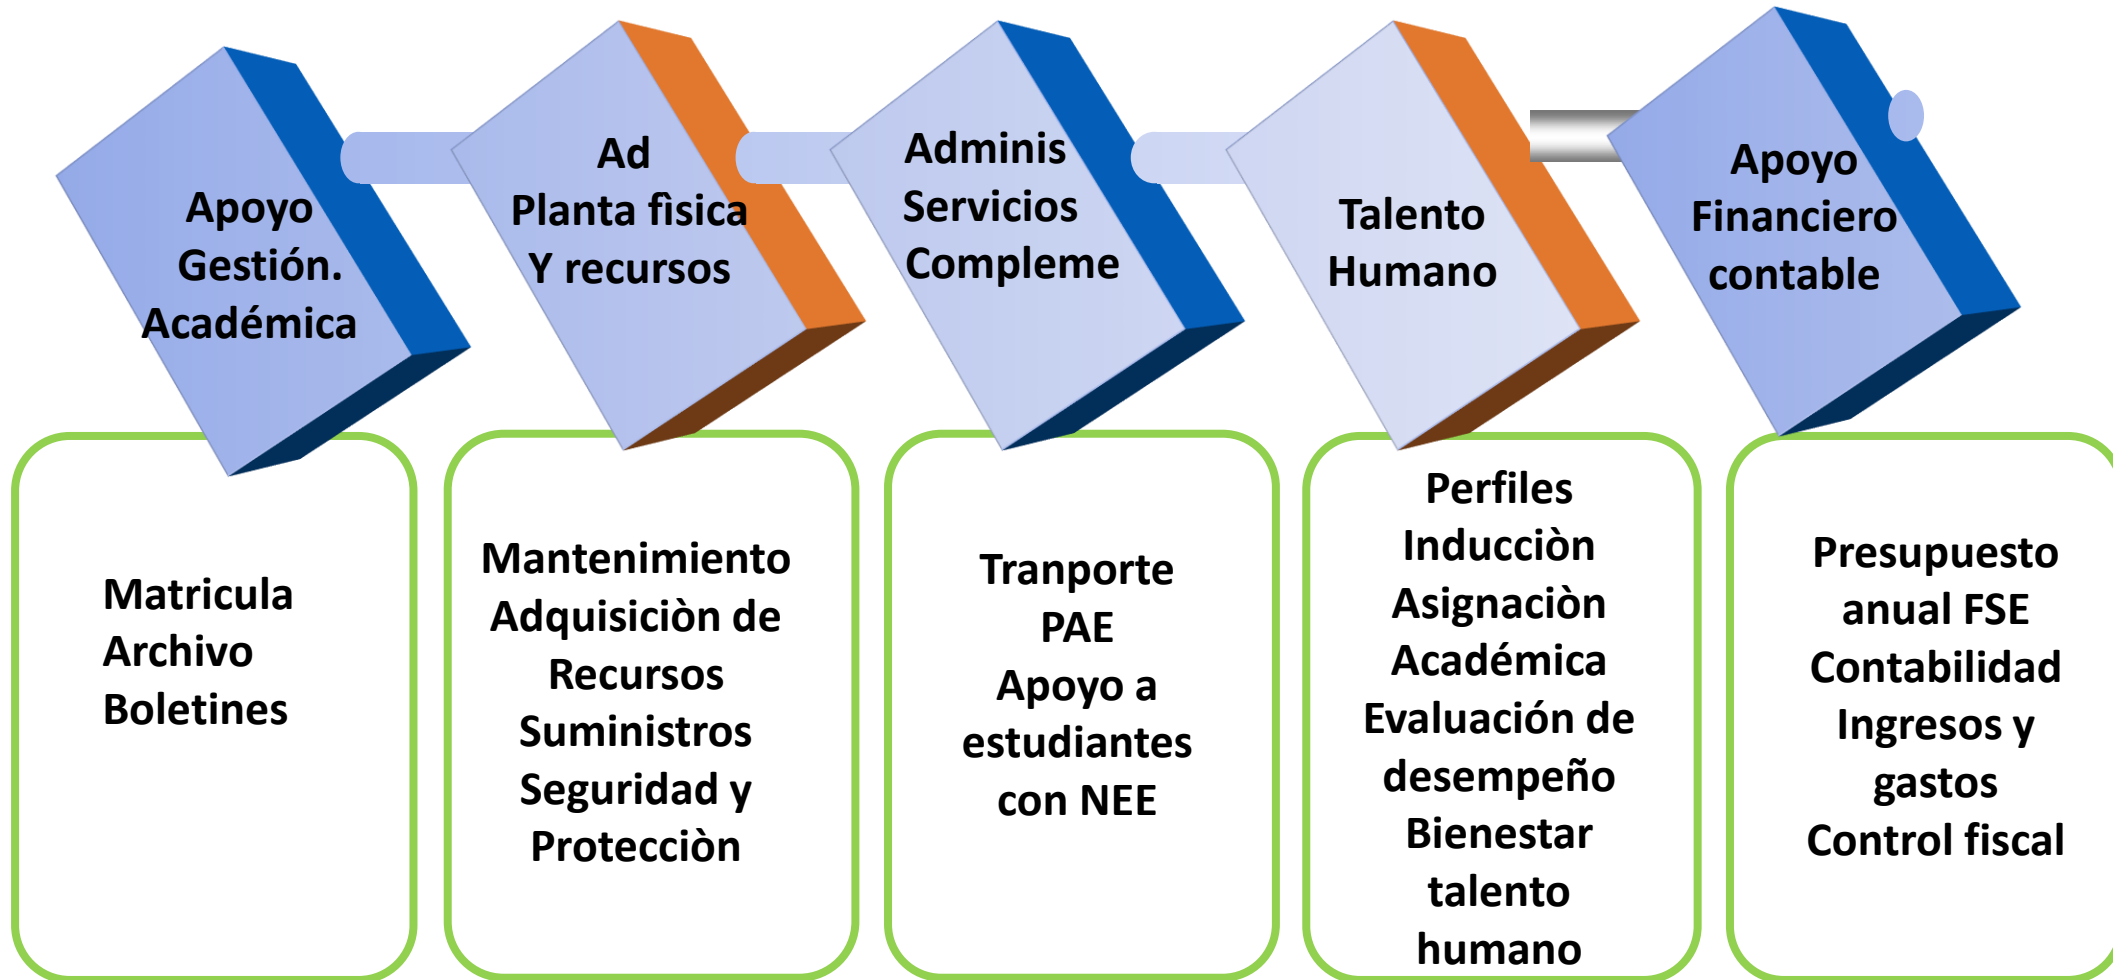 Apoyo
Gestión.
Académica
Ad
Planta fìsica
Y recursos
Adminis
Servicios
Compleme
Talento
Humano
Apoyo
Financiero
contable
Matricula
Archivo
Boletines
Mantenimiento
Adquisiciòn de
Recursos
Suministros
Seguridad y
Protecciòn
Tranporte
PAE
Apoyo a
estudiantes
con NEE
Perfiles
Inducciòn
Asignaciòn
Académica
Evaluación de
desempeño
Bienestar
talento
humano
Presupuesto
anual FSE
Contabilidad
Ingresos y
gastos
Control fiscal